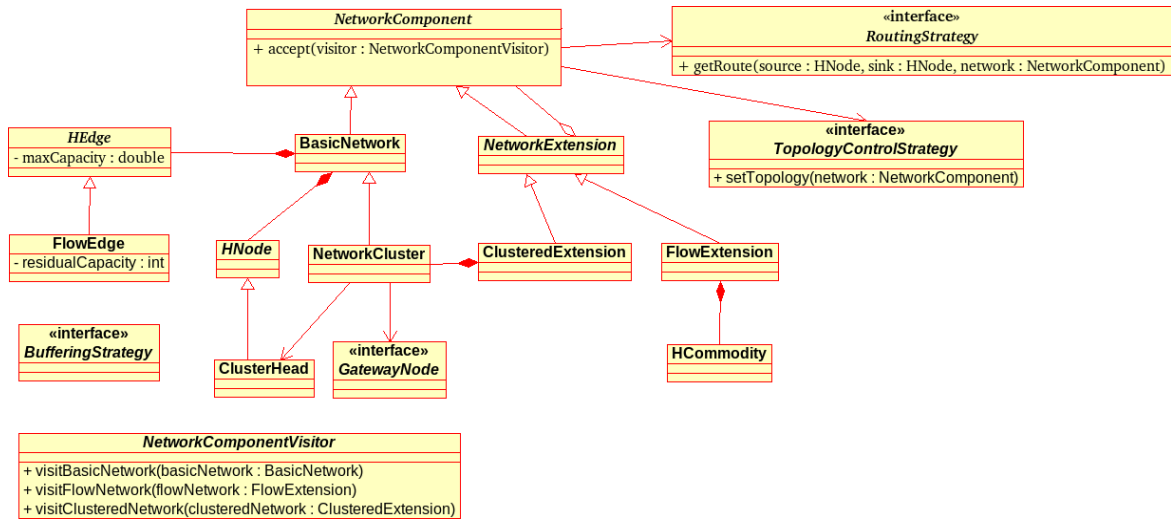 NetworkComponent
+ accept(visitor : NetworkComponentVisitor)
«interface»
RoutingStrategy
+ getRoute(source : HNode, sink : HNode, network : NetworkComponent)
HEdge
- maxCapacity : double
BasicNetwork
NetworkExtension
«interface»
TopologyControlStrategy
+ setTopology(network : NetworkComponent)
FlowEdge
- residualCapacity : int
HNode
NetworkCluster
ClusteredExtension
FlowExtension
«interface»
BufferingStrategy
ClusterHead
«interface»
GatewayNode
HCommodity
NetworkComponentVisitor
+ visitBasicNetwork(basicNetwork : BasicNetwork)
+ visitFlowNetwork(flowNetwork : FlowExtension)
+ visitClusteredNetwork(clusteredNetwork : ClusteredExtension)